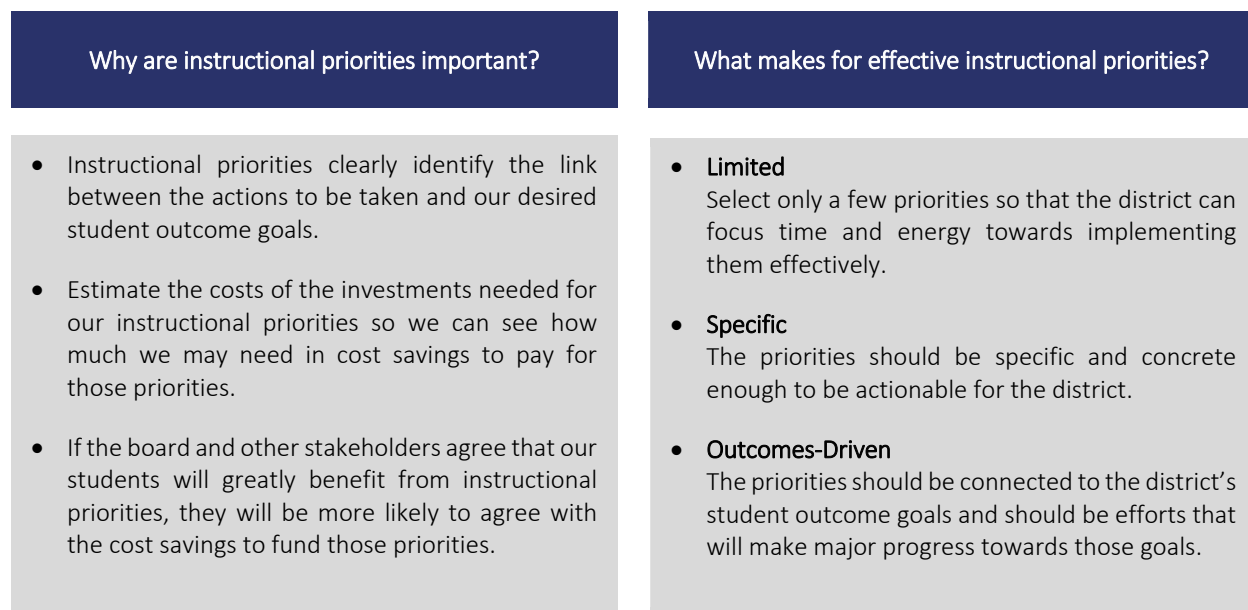 Why are instructional priorities important?
• Instructional priorities clearly identify the link
between the actions to be taken and our desired
student outcome goals.
• Estimate the costs of the investments needed for
our instructional priorities so we can see how
much we may need in cost savings to pay for
those priorities.
• If the board and other stakeholders agree that our
students will greatly benefit from instructional
priorities, they will be more likely to agree with
the cost savings to fund those priorities.
What makes for effective instructional priorities?
• Limited
Select only a few priorities so that the district can
focus time and energy towards implementing
them effectively.
• Specific
The priorities should be specific and concrete
enough to be actionable for the district.
• Outcomes-Driven
The priorities should be connected to the district’s
student outcome goals and should be efforts that
will make major progress towards those goals.